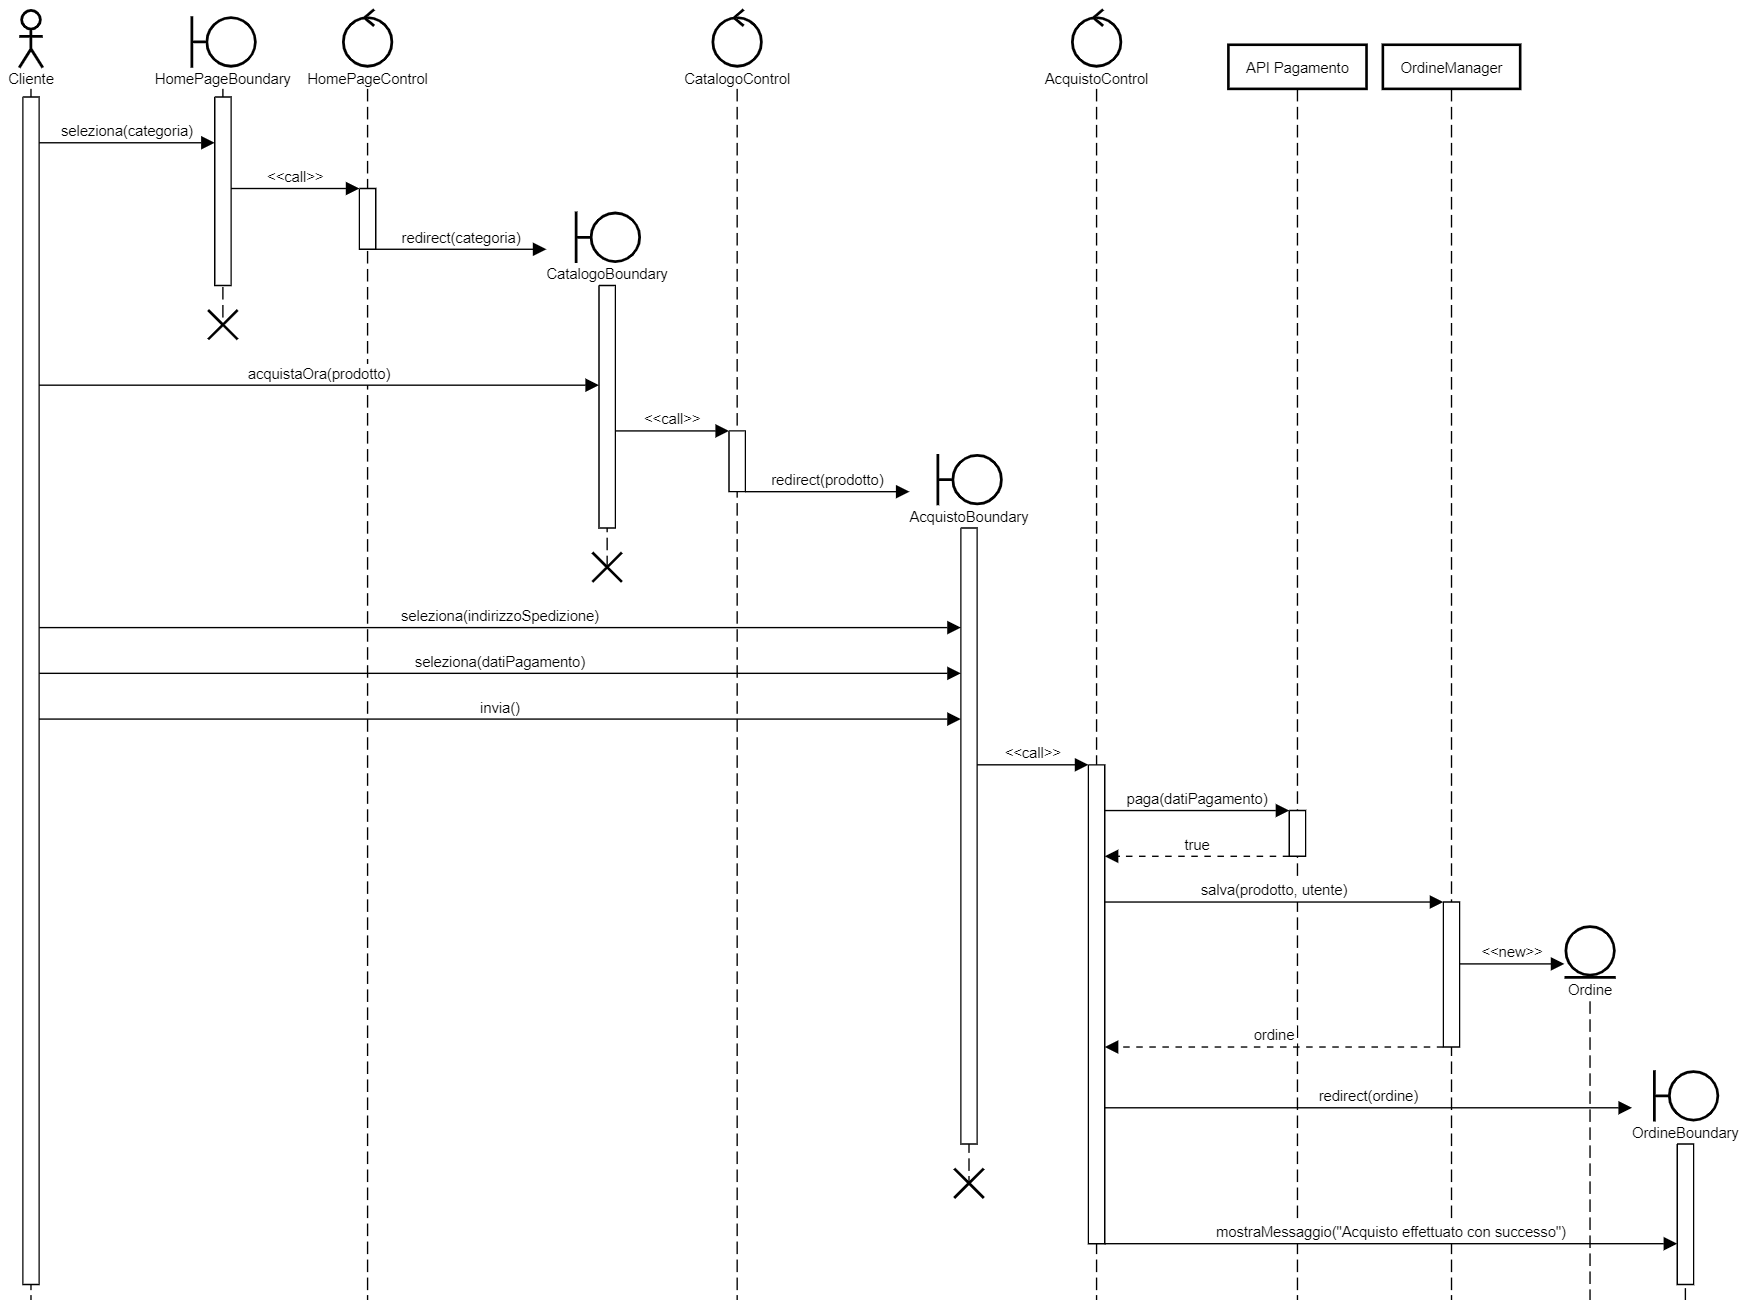 Cliente
HomePageBoundary
HomePageControl
CatalogoControl
AcquistoControl
API Pagamento
OrdineManager
seleziona(categoria)
<<call>>
redirect(categoria)
CatalogoBoundary
acquistaOra(prodotto)
<<call>>
redirect(prodotto)
AcquistoBoundary
seleziona(indirizzoSpedizione)
seleziona(datiPagamento)
invia()
<<call>>
paga(datiPagamento)
true
salva(prodotto, utente)
<<new>>
Ordine
ordine
redirect(ordine)
OrdineBoundary
mostraMessaggio("Acquisto effettuato con successo")